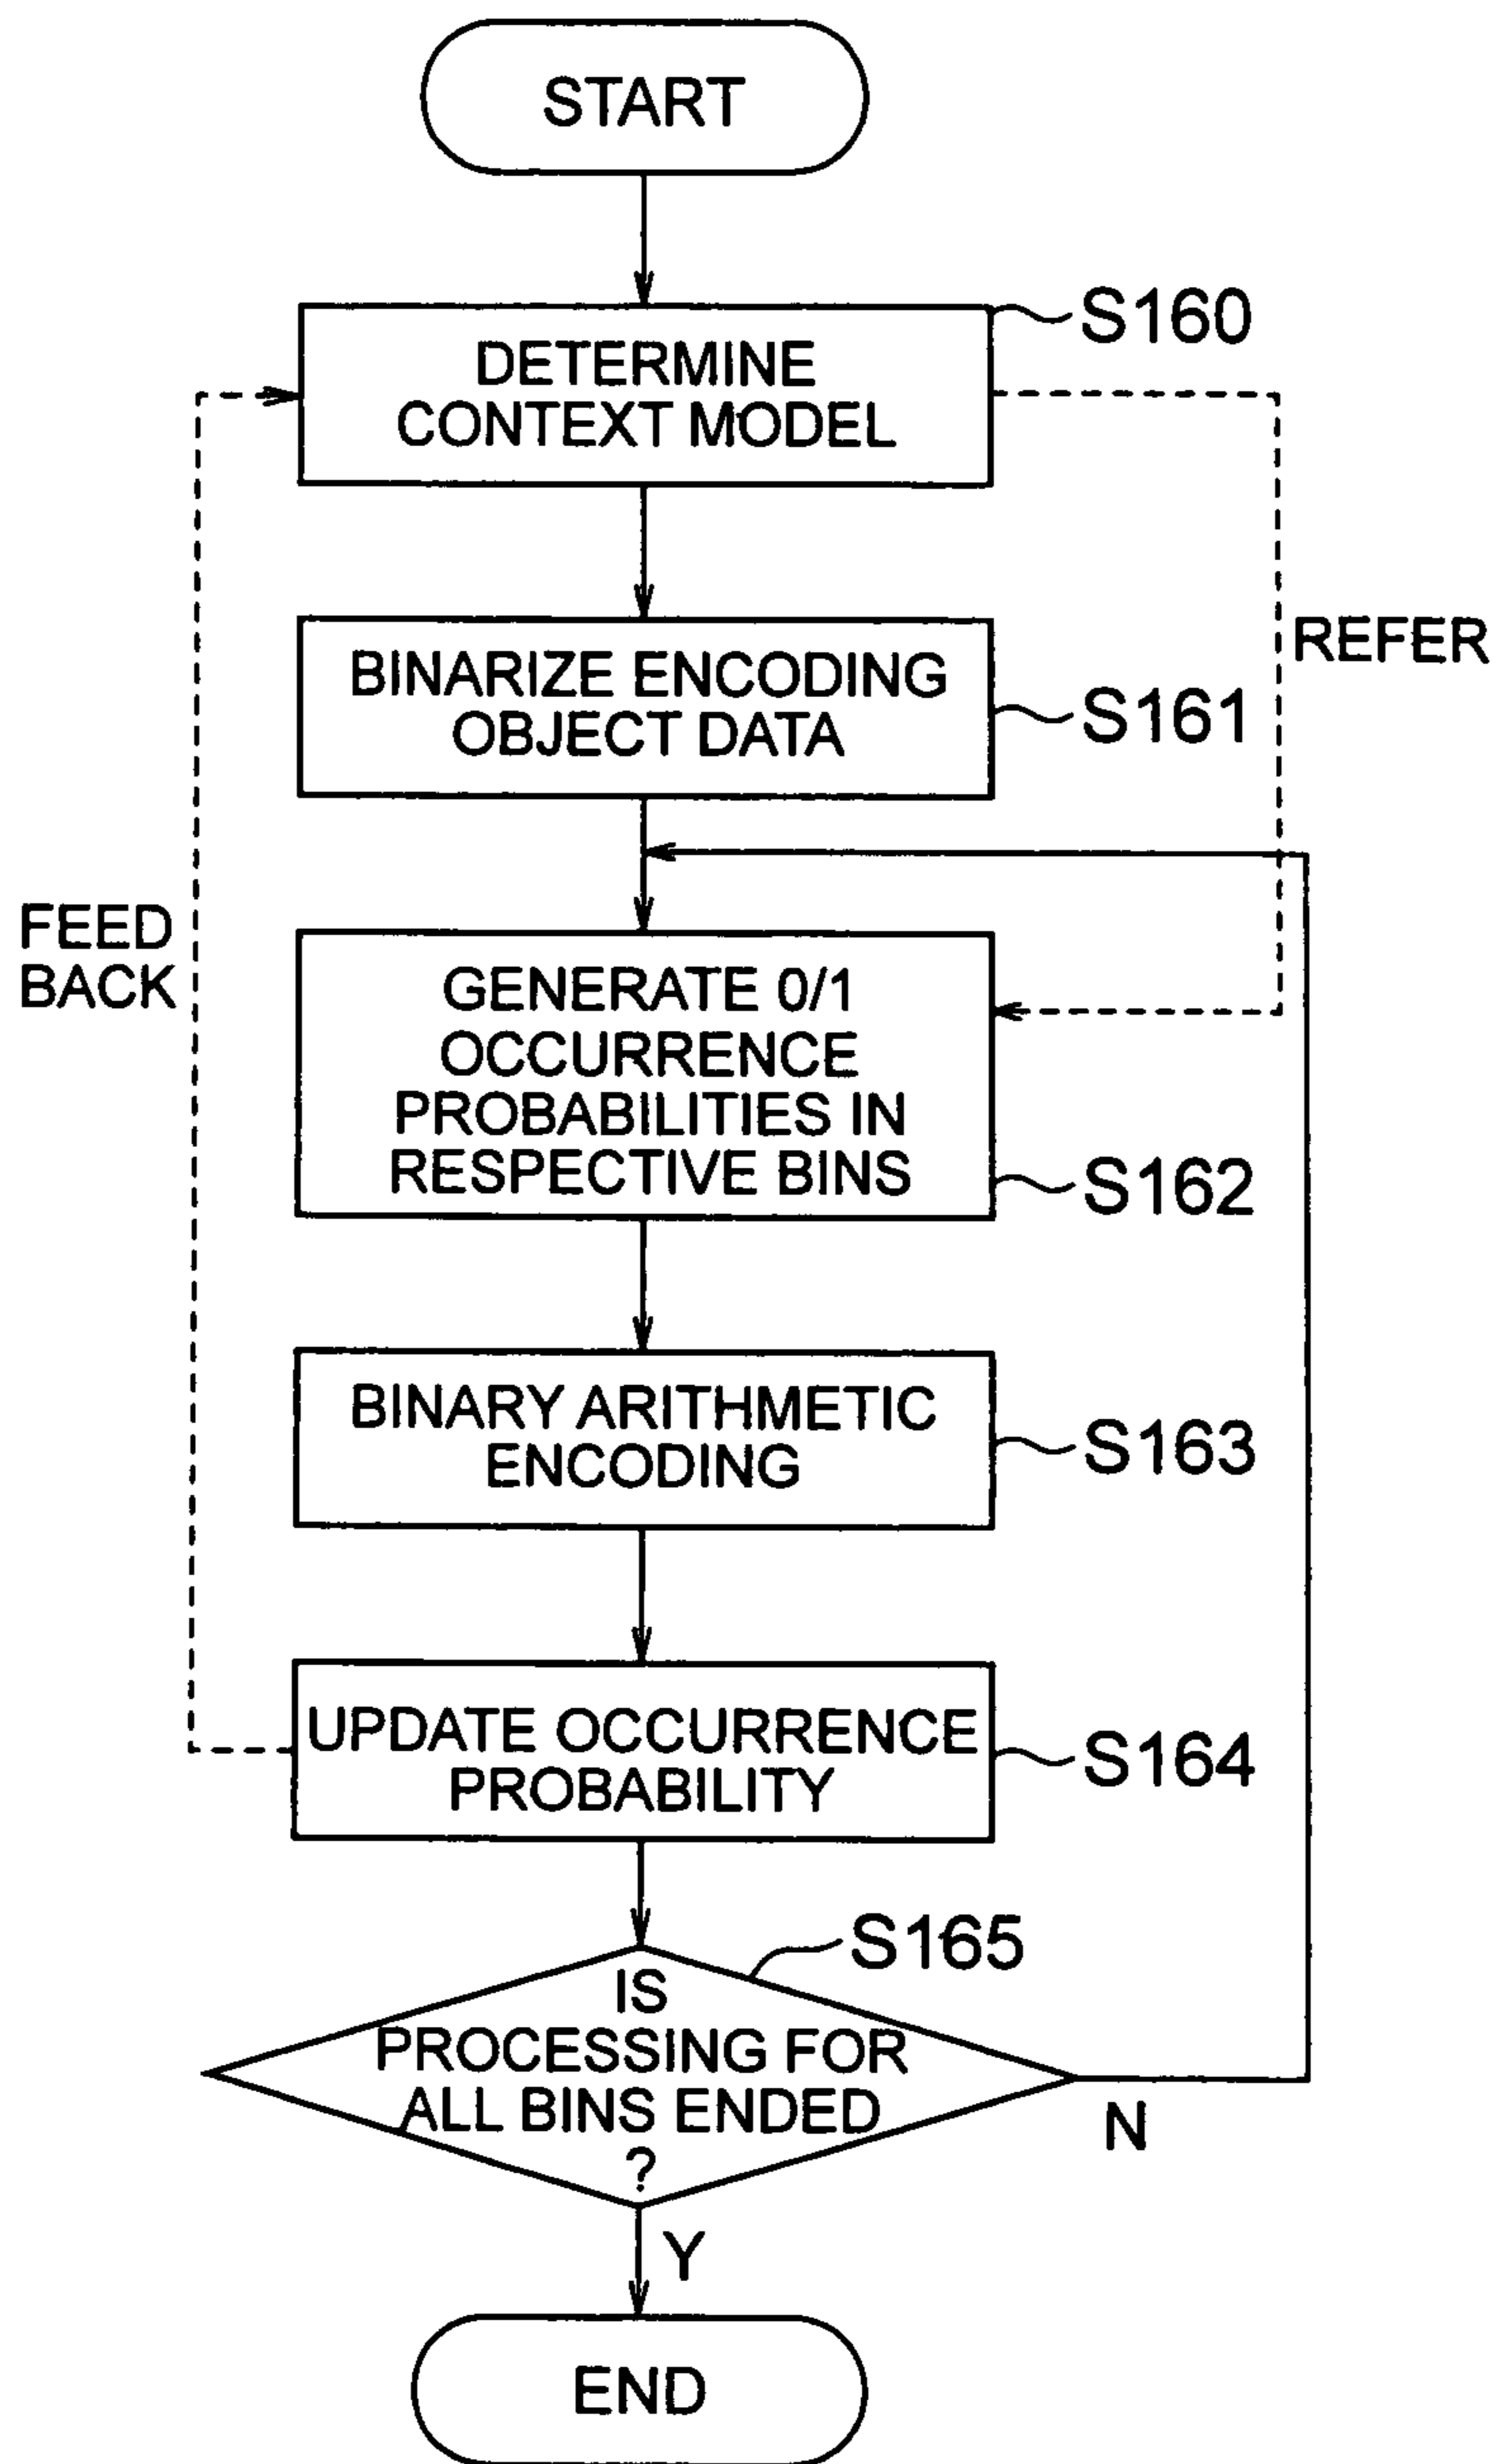 START
S160
DETERMINE
CONTEXT MODEL
REFER
BINARIZE ENCODING
OBJECT DATA
S161
FEED
BACK
GENERATE 0/1
OCCURRENCE
PROBABILITIES IN
RESPECTIVE BINS
S162
BINARY ARITHMETIC
ENCODING
S163
UPDATE OCCURRENCE
PROBABILITY
S164
S165
IS
PROCESSING FOR
ALL BINS ENDED
?
N
Y
END